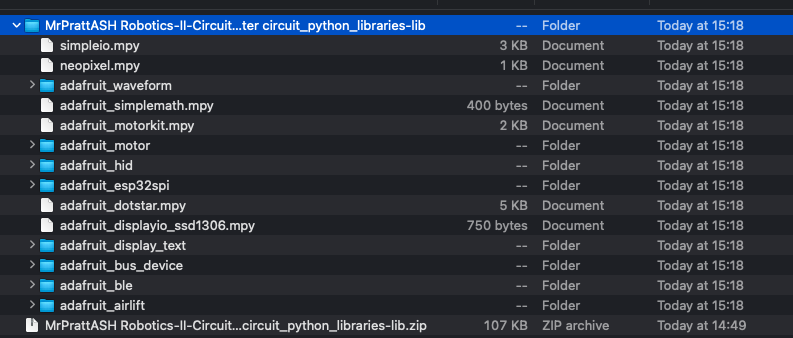 MrPrattASH Robotics-II-Circuit...ter circuit_python_libraries-lib -- Folder Today at 15:18
simpleio.mpy 3 KB Document Today at 15:18
neopixel.mpy 1 KB Document Today at 15:18
adafruit_waveform -- Folder Today at 15:18
adafruit_simplemath.mpy 400 bytes Document Today at 15:18
adafruit_motorkit.mpy 2 KB Document Today at 15:18
adafruit_motor -- Folder Today at 15:18
adafruit_hid -- Folder Today at 15:18
adafruit_esp32spi -- Folder Today at 15:18
adafruit_dotstar.mpy 5 KB Document Today at 15:18
adafruit_displayio_ssd1306.mpy 750 bytes Document Today at 15:18
adafruit_display_text -- Folder Today at 15:18
adafruit_bus_device -- Folder Today at 15:18
adafruit_ble -- Folder Today at 15:18
adafruit_airlift -- Folder Today at 15:18
MrPrattASH Robotics-II-Circuit...circuit_python_libraries-lib.zip 107 KB ZIP archive Today at 14:49